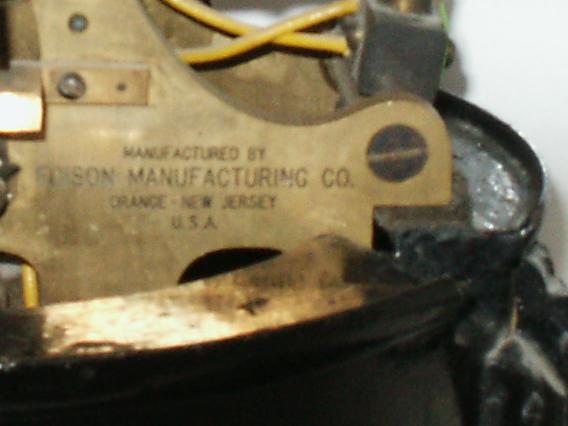 MANUFACTURED BY
EDISON MANUFACTURING CO.
ORANGE - NEW JERSEY
U.S.A.